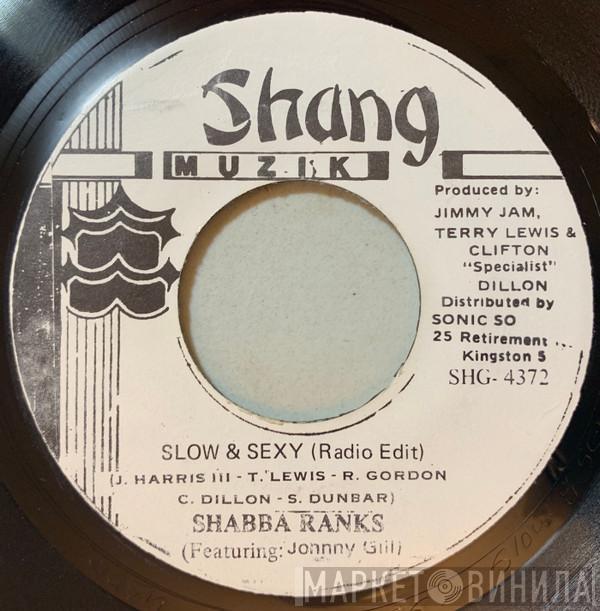 Shang
MUZIK
Produced by:
JIMMY JAM,
TERRY LEWIS &
CLIFTON
"Specialist"
DILLON
Distributed by
SONIC SO
25 Retirement
Kingston 5
SHG- 4372
SLOW & SEXY (Radio Edit)
(J. HARRIS III - T. LEWIS - R. GORDON
C. DILLON - S. DUNBAR)
SHABBA RANKS
(Featuring: Johnny Gill)
МАРКЕТ ВИНИЛА